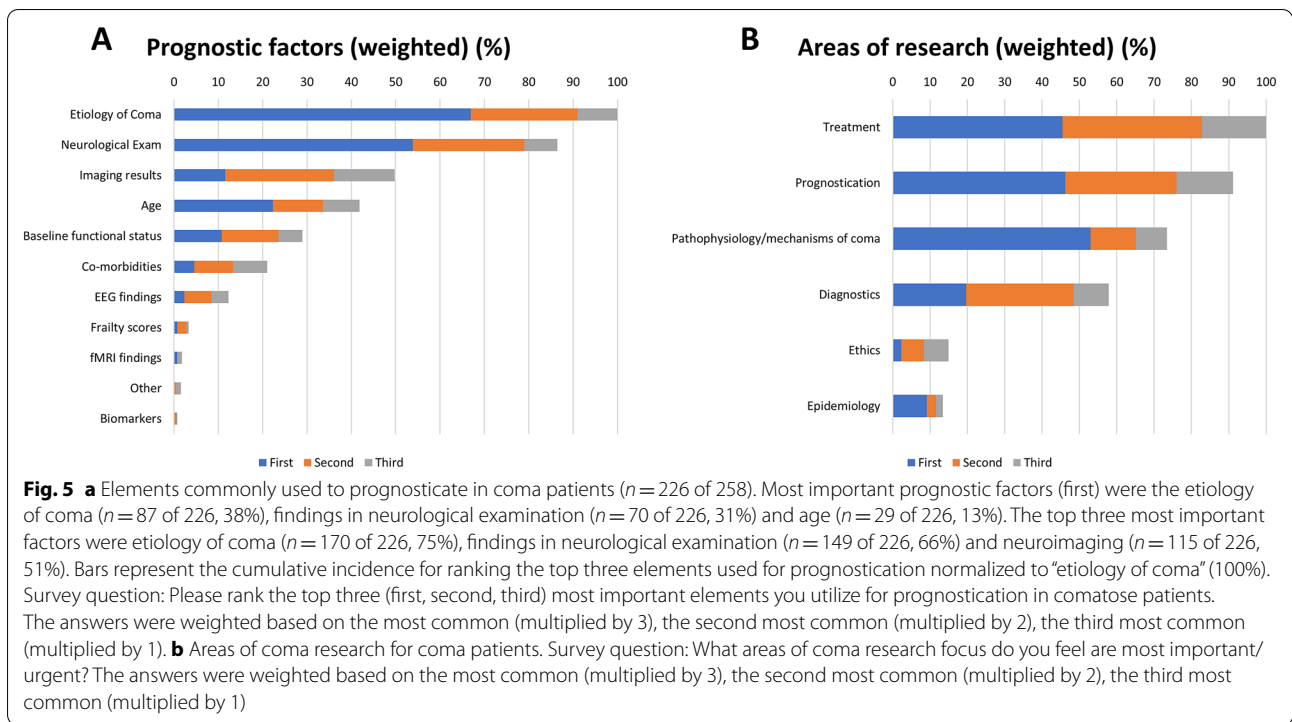 A Prognostic factors (weighted) (%)
0 10 20 30 40 50 60 70 80 90 100
Etiology of Coma
Neurological Exam
Imaging results
Age
Baseline functional status
Co-morbidities
EEG findings
Frailty scores
fMRI findings
Other
Biomarkers
First Second Third
B Areas of research (weighted) (%)
0 10 20 30 40 50 60 70 80 90 100
Treatment
Prognostication
Pathophysiology/mechanisms of coma
Diagnostics
Ethics
Epidemiology
First Second Third
Fig. 5 a Elements commonly used to prognosticate in coma patients (n = 226 of 258). Most important prognostic factors (first) were the etiology
of coma (n = 87 of 226, 38%), findings in neurological examination (n = 70 of 226, 31%) and age (n = 29 of 226, 13%). The top three most important
factors were etiology of coma (n = 170 of 226, 75%), findings in neurological examination (n = 149 of 226, 66%) and neuroimaging (n = 115 of 226,
51%). Bars represent the cumulative incidence for ranking the top three elements used for prognostication normalized to “etiology of coma” (100%).
Survey question: Please rank the top three (first, second, third) most important elements you utilize for prognostication in comatose patients.
The answers were weighted based on the most common (multiplied by 3), the second most common (multiplied by 2), the third most common
(multiplied by 1). b Areas of coma research for coma patients. Survey question: What areas of coma research focus do you feel are most important/
urgent? The answers were weighted based on the most common (multiplied by 3), the second most common (multiplied by 2), the third most
common (multiplied by 1)